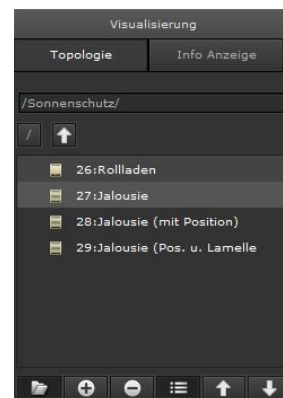 Visualisierung
Topologie Info Anzeige
/Sonnenschutz/
/
26:Rollladen
27:Jalousie
28:Jalousie (mit Position)
29:Jalousie (Pos. u. Lamelle